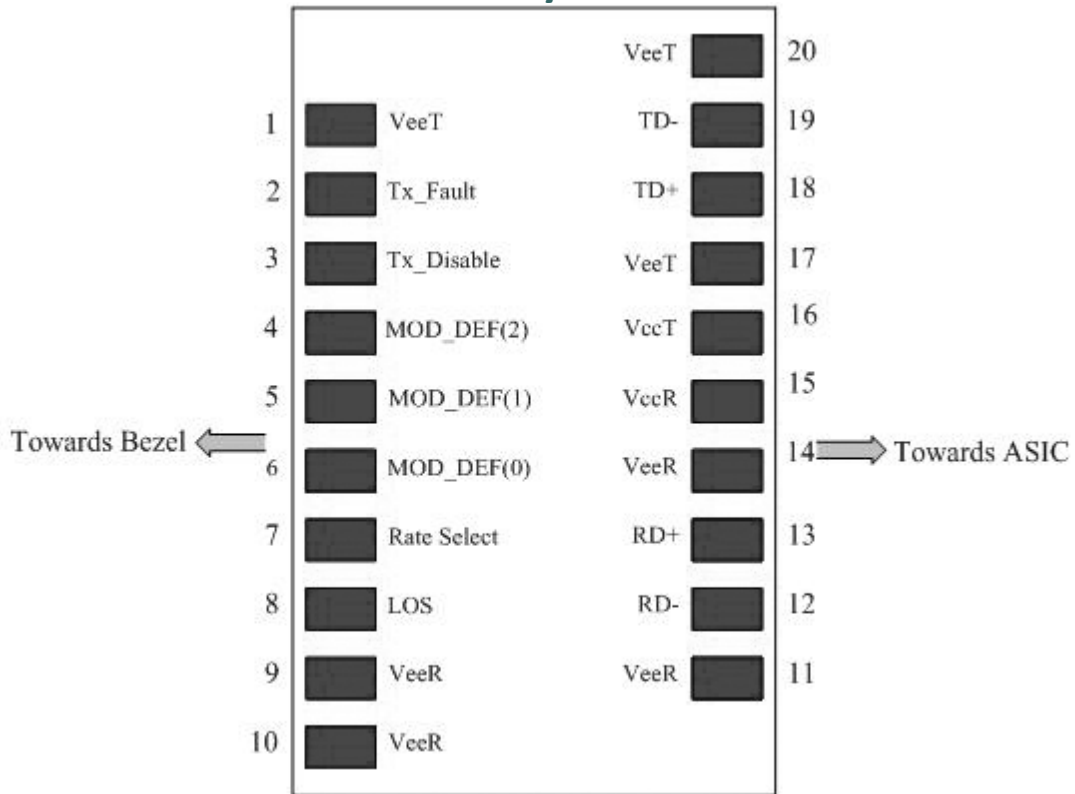 VeeT 20
1 VeeT TD- 19
2 Tx_Fault TD+ 18
3 Tx_Disable VeeT 17
4 MOD_DEF(2) VccT 16
5 MOD_DEF(1) VccR 15
Towards Bezel
6 MOD_DEF(0) VeeR 14 Towards ASIC
7 Rate Select RD+ 13
8 LOS RD- 12
9 VeeR VeeR 11
10 VeeR